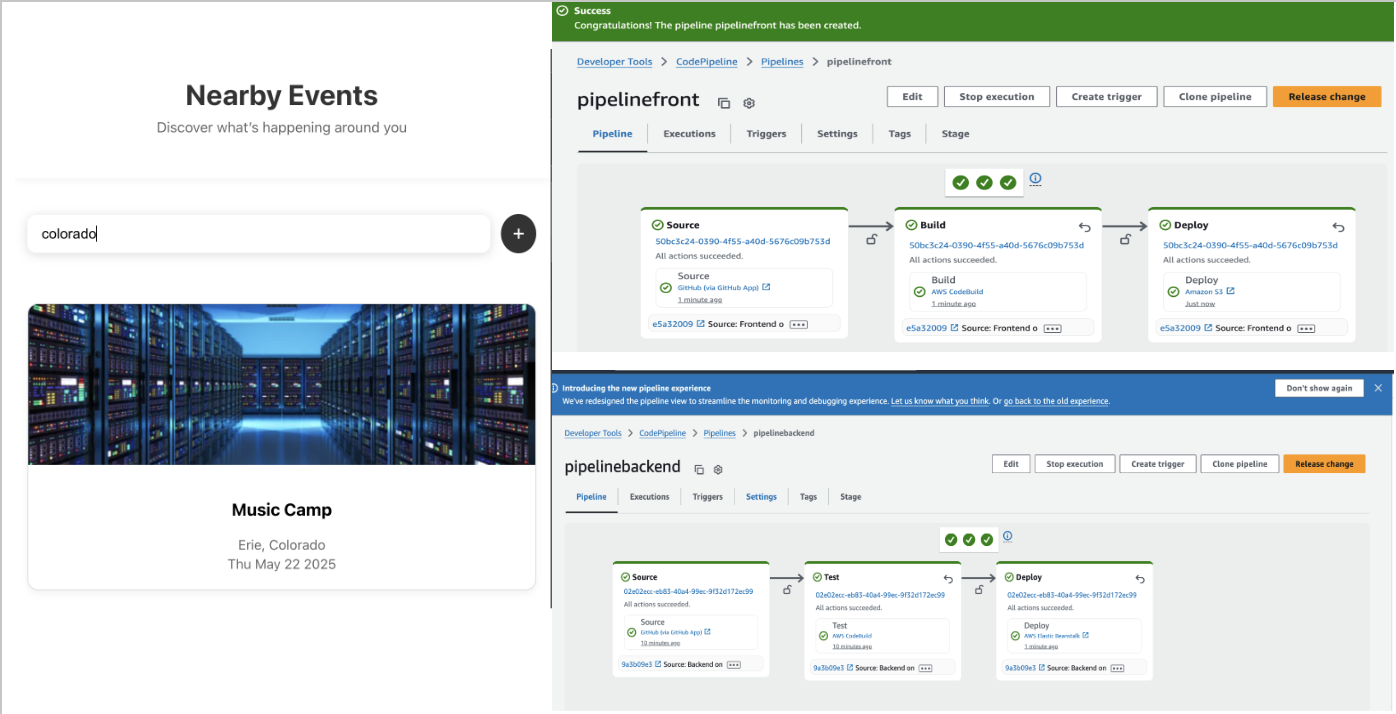 Nearby Events
Discover what's happening around you
colorado
+
Music Camp
Erie, Colorado
Thu May 22 2025
Success
Congratulations! The pipeline pipelinefront has been created.
Developer Tools > CodePipeline > Pipelines > pipelinefront
pipelinefront
Edit Stop execution Create trigger Clone pipeline Release change
Pipeline Executions Triggers Settings Tags Stage
Source
50bc3c24-0390-4f55-a40d-5676c09b753d
All actions succeeded.
Source
GitHub (via GitHub App)
1 minute ago
e5a32009 Source: Frontend o
Build
50bc3c24-0390-4f55-a40d-5676c09b753d
All actions succeeded.
Build
AWS CodeBuild
1 minute ago
e5a32009 Source: Frontend o
Deploy
50bc3c24-0390-4f55-a40d-5676c09b753d
All actions succeeded.
Deploy
Amazon S3
Just now
e5a32009 Source: Frontend o
Introducing the new pipeline experience
Don't show again
We've redesigned the pipeline view to streamline the monitoring and debugging experience. Let us know what you think. Or go back to the old experience.
Developer Tools > CodePipeline > Pipelines > pipelinebackend
pipelinebackend
Edit Stop execution Create trigger Clone pipeline Release change
Pipeline Executions Triggers Settings Tags Stage
Source
02e02ecc-eb83-40a4-99ec-9f32d172ec99
All actions succeeded.
Source
GitHub (via GitHub App)
10 minutes ago
9a3b09e3 Source: Backend on
Test
02e02ecc-eb83-40a4-99ec-9f32d172ec99
All actions succeeded.
Test
AWS CodeBuild
10 minutes ago
9a3b09e3 Source: Backend on
Deploy
02e02ecc-eb83-40a4-99ec-9f32d172ec99
All actions succeeded.
Deploy
AWS Elastic Beanstalk
1 minute ago
9a3b09e3 Source: Backend on